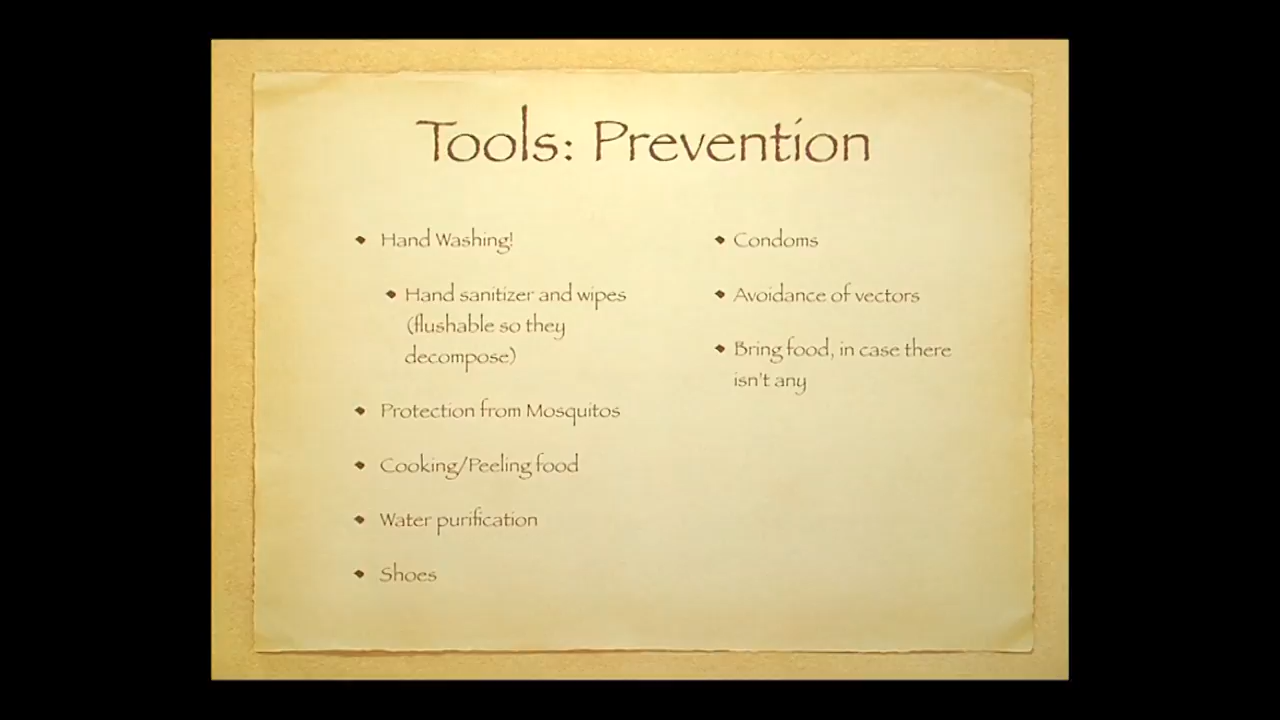 Tools: Prevention
Hand Washing!
Hand sanitizer and wipes
(flushable so they
decompose)
Protection from Mosquitos
Cooking/Peeling food
Water purification
Shoes
Condoms
Avoidance of vectors
Bring food, in case there
isn't any